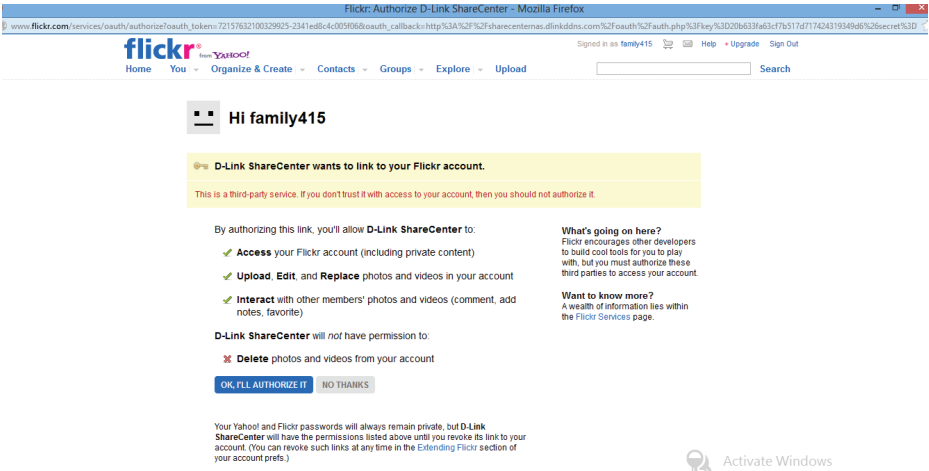 Flickr: Authorize D-Link ShareCenter - Mozilla Firefox
www.flickr.com/services/oauth/authorize?oauth_token=72157632100329925-2341ed8c4c005f06&oauth_callback=http%3A%2F%2Fsharecenternas.dlinkddns.com%2Foauth%2Fauth.php%3Fkey%3D20b633fa63cf7b517d717424319349d6%26secret%3D
flickr® from YAHOO!
Signed in as family415 Help + Upgrade Sign Out
Home You Organize & Create Contacts Groups Explore Upload Search
Hi family415
D-Link ShareCenter wants to link to your Flickr account.
This is a third-party service. If you don't trust it with access to your account, then you should not authorize it.
By authorizing this link, you'll allow D-Link ShareCenter to:
Access your Flickr account (including private content)
Upload, Edit, and Replace photos and videos in your account
Interact with other members' photos and videos (comment, add
notes, favorite)
D-Link ShareCenter will not have permission to:
Delete photos and videos from your account
OK, I'LL AUTHORIZE IT NO THANKS
Your Yahoo! and Flickr passwords will always remain private, but D-Link
ShareCenter will have the permissions listed above until you revoke its link to your
account. (You can revoke such links at any time in the Extending Flickr section of
your account prefs.)
What's going on here?
Flickr encourages other developers
to build cool tools for you to play
with, but you must authorize these
third parties to access your account.
Want to know more?
A wealth of information lies within
the Flickr Services page.
Activate Windows